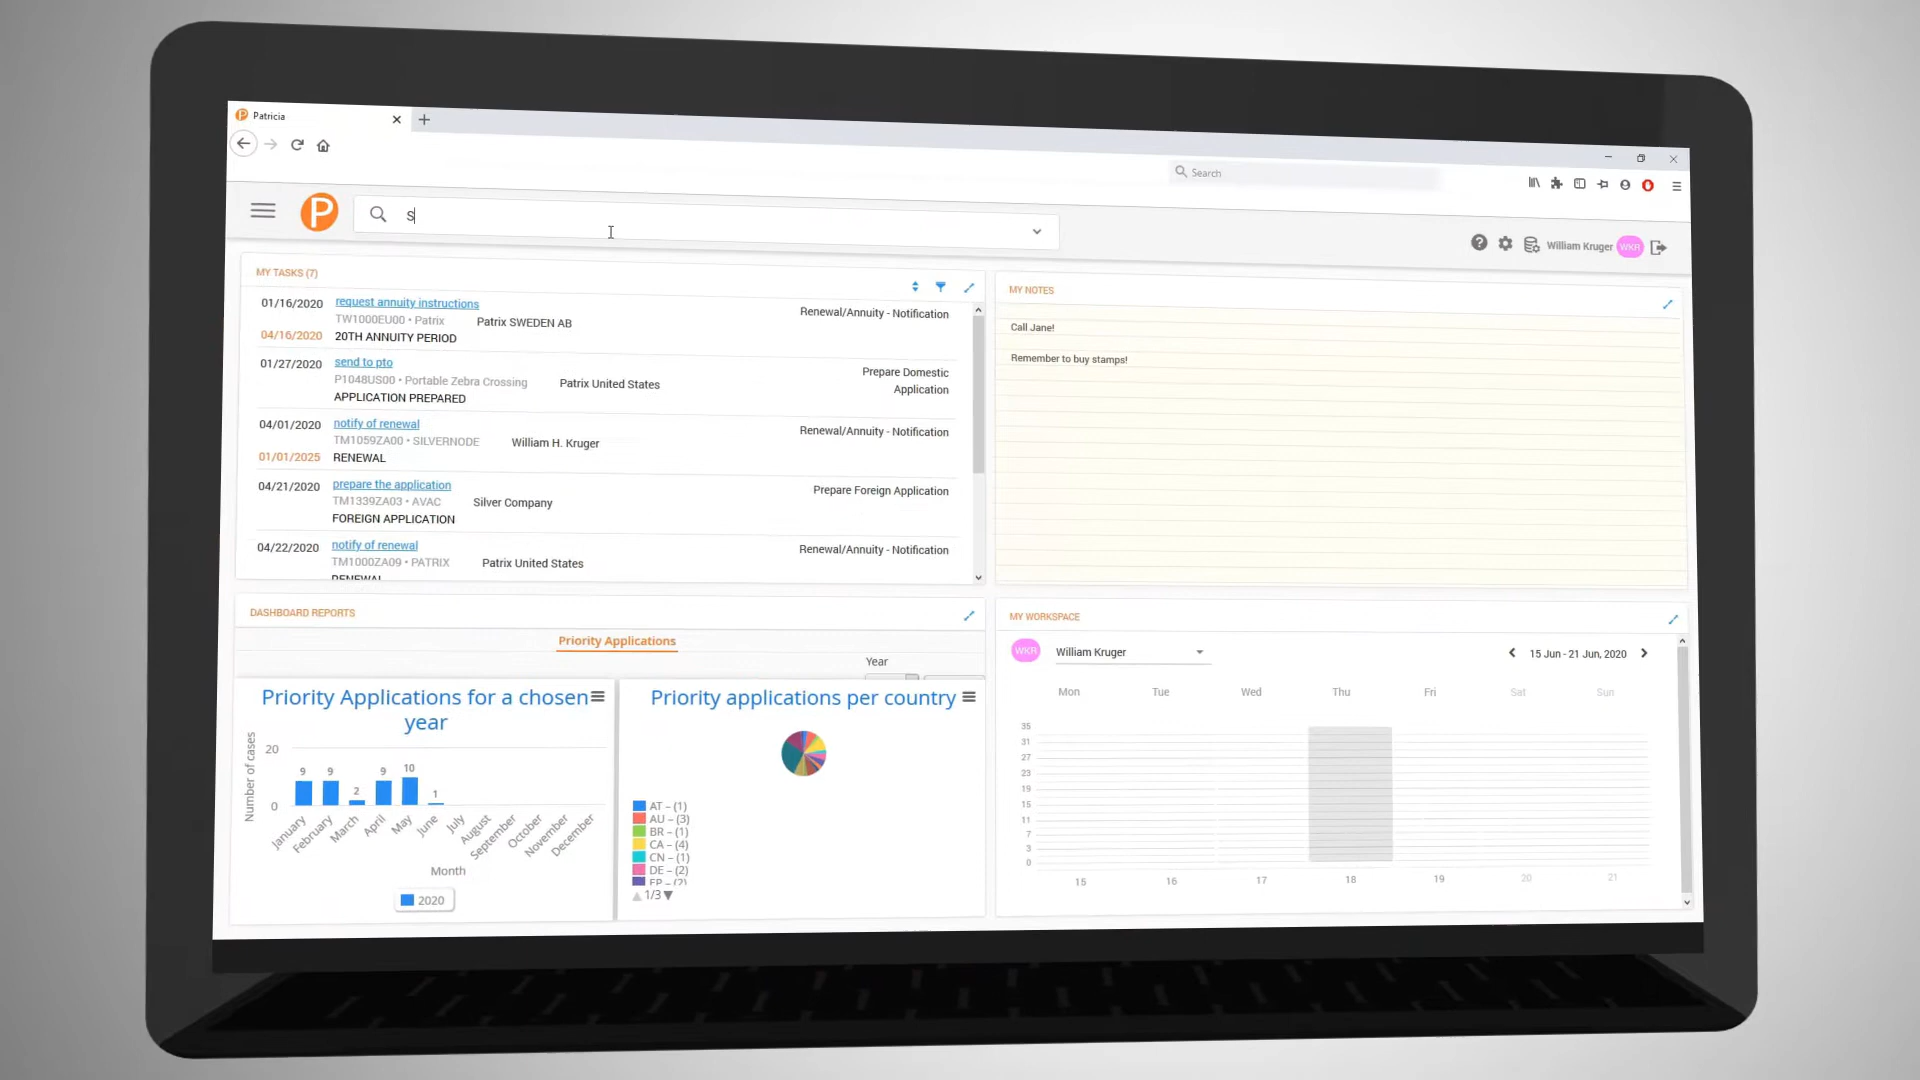 Patricia
Search
P
S
William Kruger WKR
MY TASKS (7)
01/16/2020 request annuity instructions Renewal/Annuity - Notification
TW1000EU00 • Patrix Patrix SWEDEN AB
04/16/2020 20TH ANNUITY PERIOD
01/27/2020 send to pto Prepare Domestic Application
P1048US00 • Portable Zebra Crossing Patrix United States
APPLICATION PREPARED
04/01/2020 notify of renewal Renewal/Annuity - Notification
TM1059ZA00 • SILVERNODE William H. Kruger
01/01/2025 RENEWAL
04/21/2020 prepare the application Prepare Foreign Application
TM1339ZA03 • AVAC Silver Company
FOREIGN APPLICATION
04/22/2020 notify of renewal Renewal/Annuity - Notification
TM1000ZA09 • PATRIX Patrix United States
RENEWAL
MY NOTES
Call Jane!
Remember to buy stamps!
DASHBOARD REPORTS
Priority Applications
Year
Priority Applications for a chosen
year
Number of cases
20
0
9 9 2 9 10 1
January February March April May June July August September October November December
Month
2020
Priority applications per country
AT – (1)
AU – (3)
BR – (1)
CA – (4)
CN – (1)
DE – (2)
EP – (2)
1/3
MY WORKSPACE
WKR William Kruger 15 Jun - 21 Jun, 2020
Mon Tue Wed Thu Fri Sat Sun
35
31
27
23
19
15
11
7
3
0
15 16 17 18 19 20 21